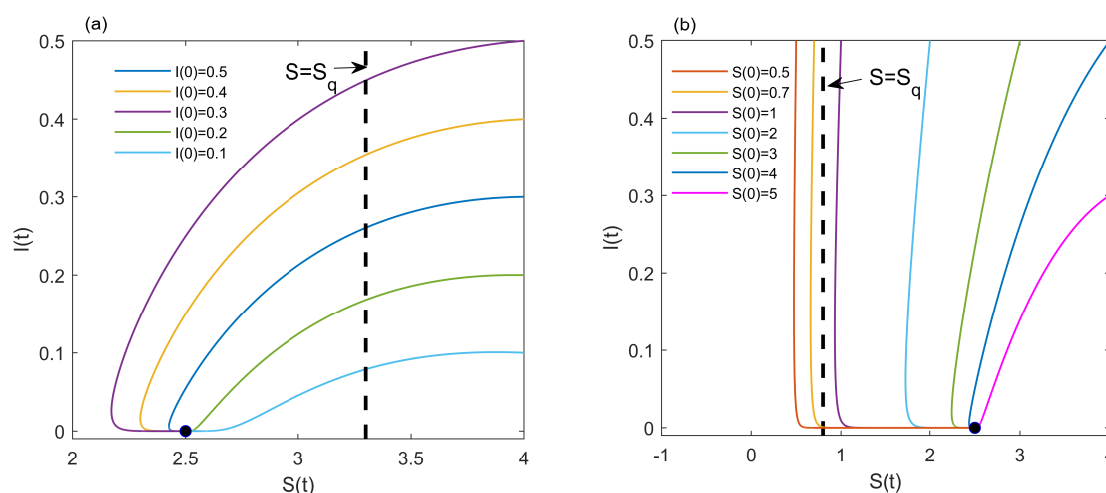 (a)
0.5
0.4
0.3
0.2
0.1
0
I(t)
I(0)=0.5
I(0)=0.4
I(0)=0.3
I(0)=0.2
I(0)=0.1
S=Sq
2
2.5
3
3.5
4
S(t)
(b)
0.5
0.4
0.3
0.2
0.1
0
I(t)
S(0)=0.5
S(0)=0.7
S(0)=1
S(0)=2
S(0)=3
S(0)=4
S(0)=5
S=Sq
-1
0
1
2
3
4
S(t)